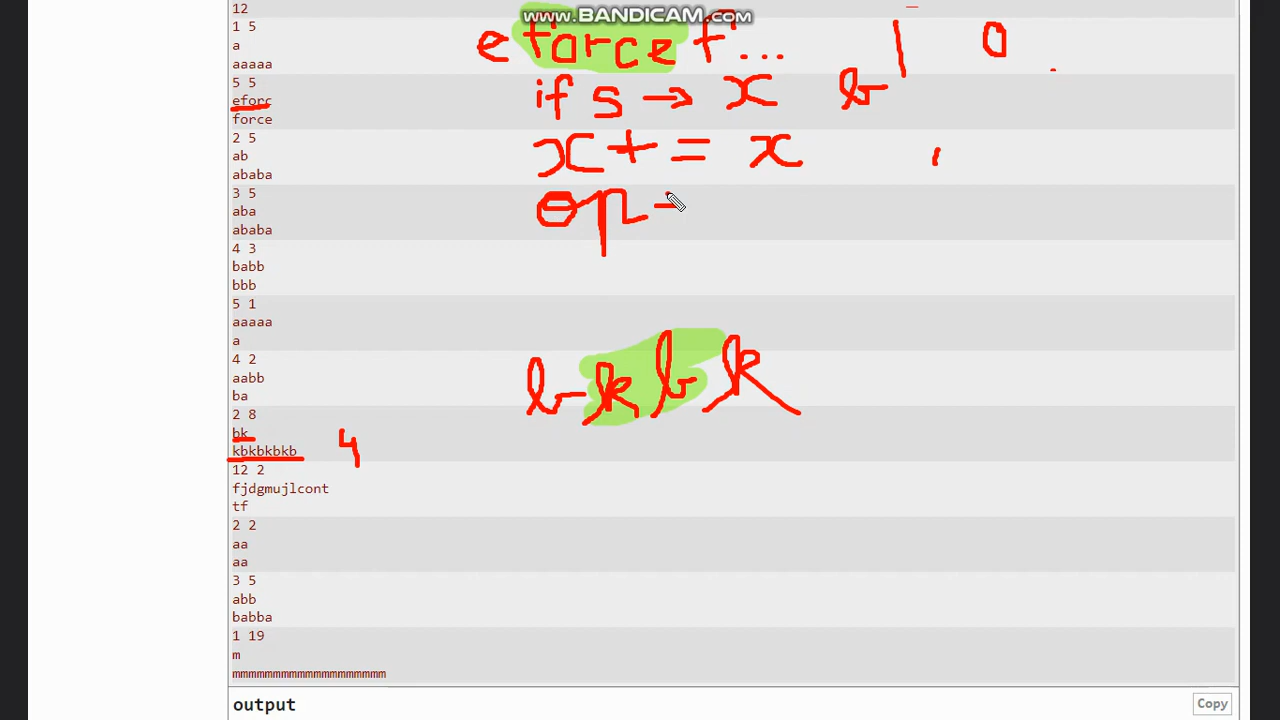 www.BANDICAM.com
12
1 5
a
aaaaa
5 5
eforc
force
2 5
ab
ababa
3 5
aba
ababa
4 3
babb
bbb
5 1
aaaaa
a
4 2
aabb
ba
2 8
bk
kbkbkbkb
12 2
fjdgmujlcont
tf
2 2
aa
aa
3 5
abb
babba
1 19
m
mmmmmmmmmmmmmmmmmmm
output
Copy
e force f...
1 0
if s → x b
x + = x
op
b k b k
4